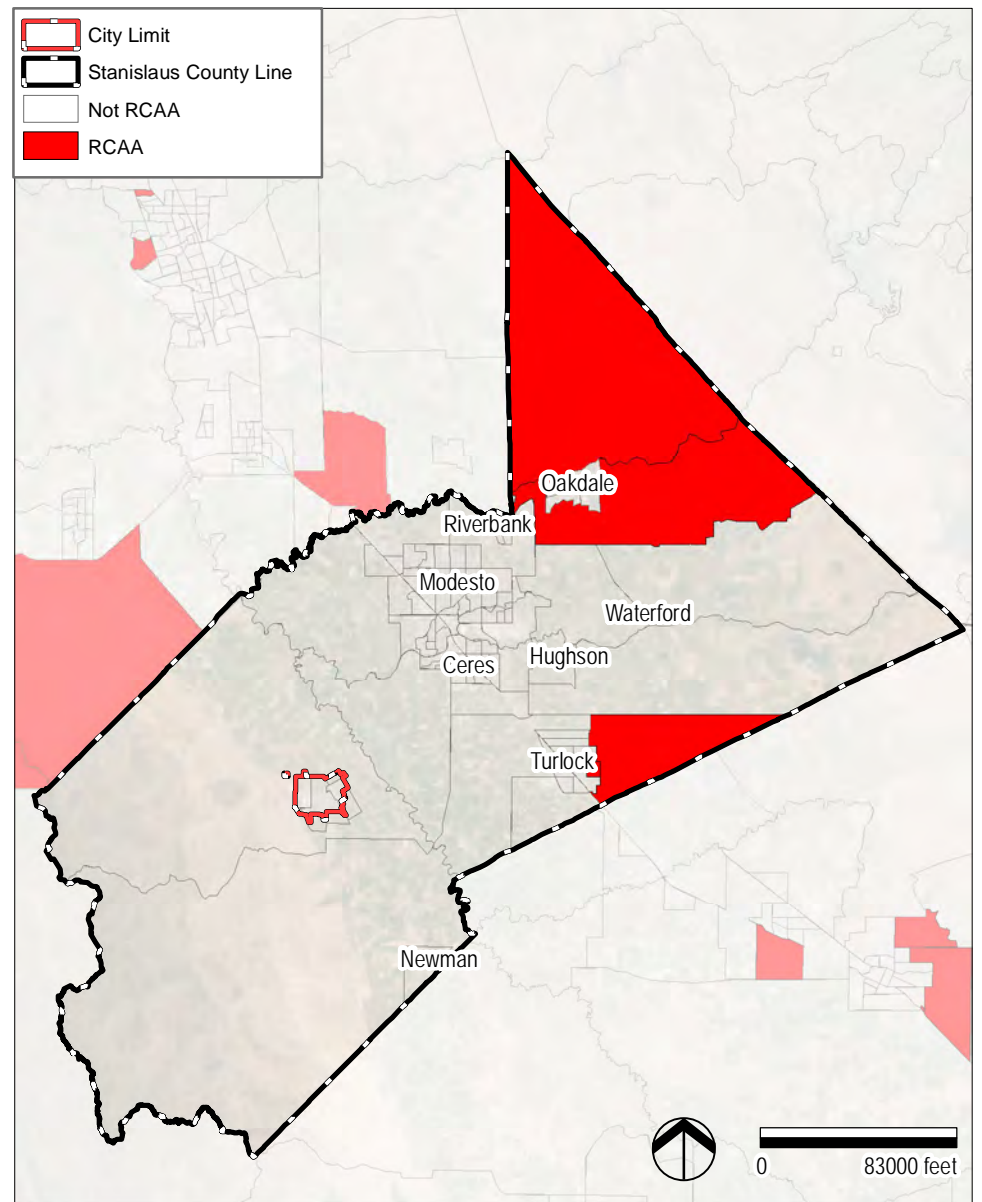 City Limit
Stanislaus County Line
Not RCAA
RCAA
Oakdale
Riverbank
Modesto
Waterford
Hughson
Ceres
Turlock
Newman
0
83000 feet